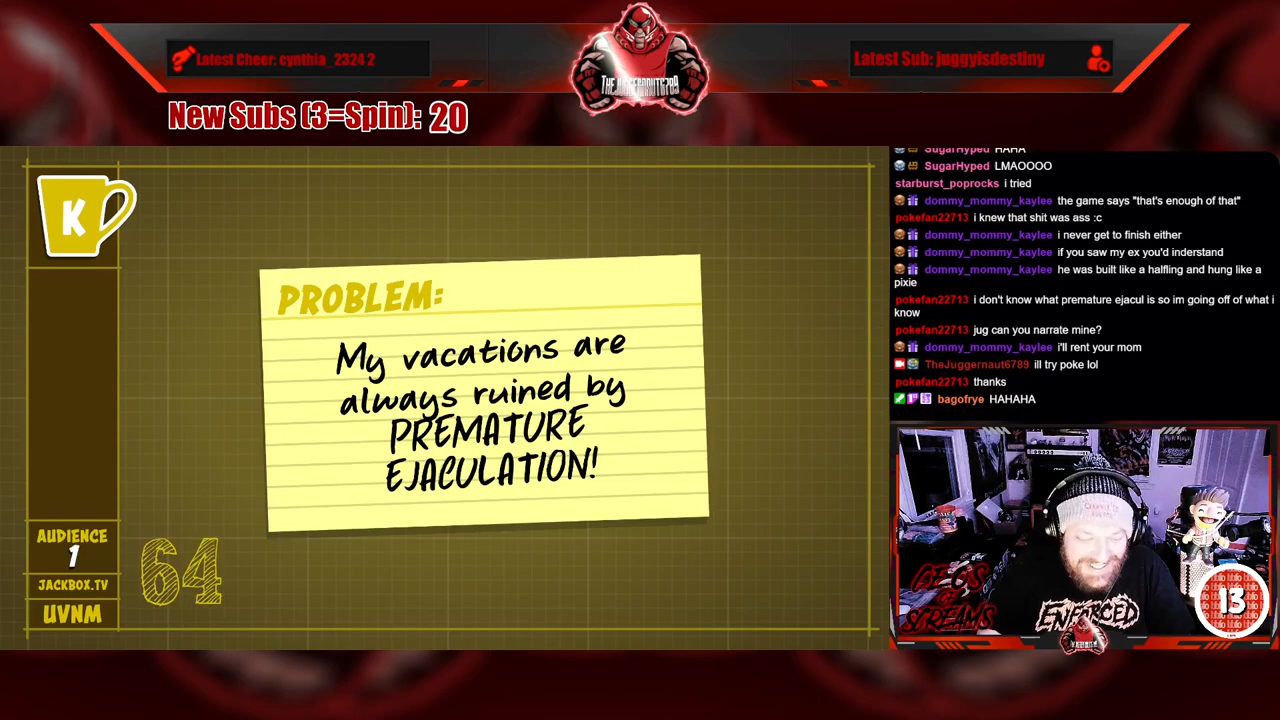 Latest Cheer: cynthia_2324 2
THEJUGGERNAUT6789
Latest Sub: juggyisdestiny
New Subs (3=Spin): 20
K
PROBLEM:
My vacations are
always ruined by
PREMATURE
EJACULATION!
AUDIENCE
1
JACKBOX.TV
UVNM
64
SugarHyped HAHA
SugarHyped LMAOOOO
starburst_poprocks i tried
dommy_mommy_kaylee the game says "that's enough of that"
pokefan22713 i knew that shit was ass :c
dommy_mommy_kaylee i never get to finish either
dommy_mommy_kaylee if you saw my ex you'd inderstand
dommy_mommy_kaylee he was built like a halfling and hung like a
pixie
pokefan22713 i don't know what premature ejacul is so im going off of what i
know
pokefan22713 jug can you narrate mine?
dommy_mommy_kaylee i'll rent your mom
TheJuggernaut6789 ill try poke lol
pokefan22713 thanks
bagofrye HAHAHA
OF
SCREAMS
ENFORCED
13